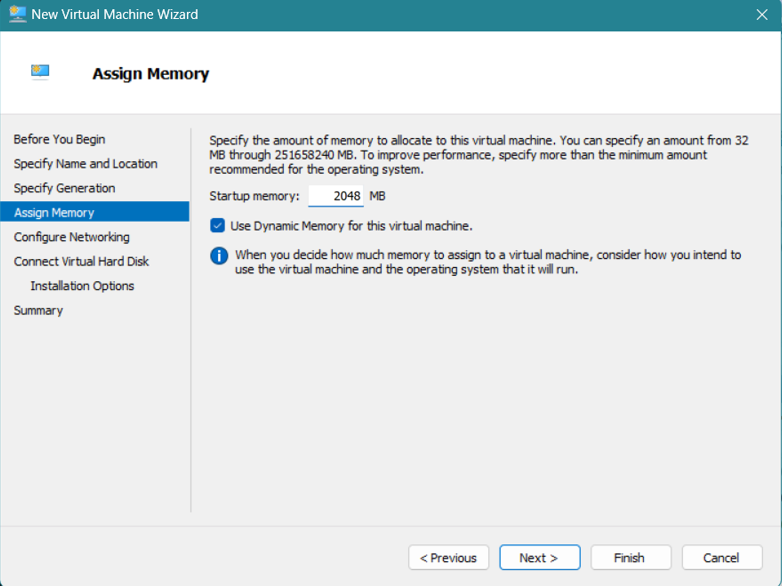 New Virtual Machine Wizard
Assign Memory
Before You Begin
Specify Name and Location
Specify Generation
Assign Memory
Configure Networking
Connect Virtual Hard Disk
Installation Options
Summary
Specify the amount of memory to allocate to this virtual machine. You can specify an amount from 32
MB through 251658240 MB. To improve performance, specify more than the minimum amount
recommended for the operating system.
Startup memory: 2048 MB
Use Dynamic Memory for this virtual machine.
When you decide how much memory to assign to a virtual machine, consider how you intend to
use the virtual machine and the operating system that it will run.
< Previous Next > Finish Cancel